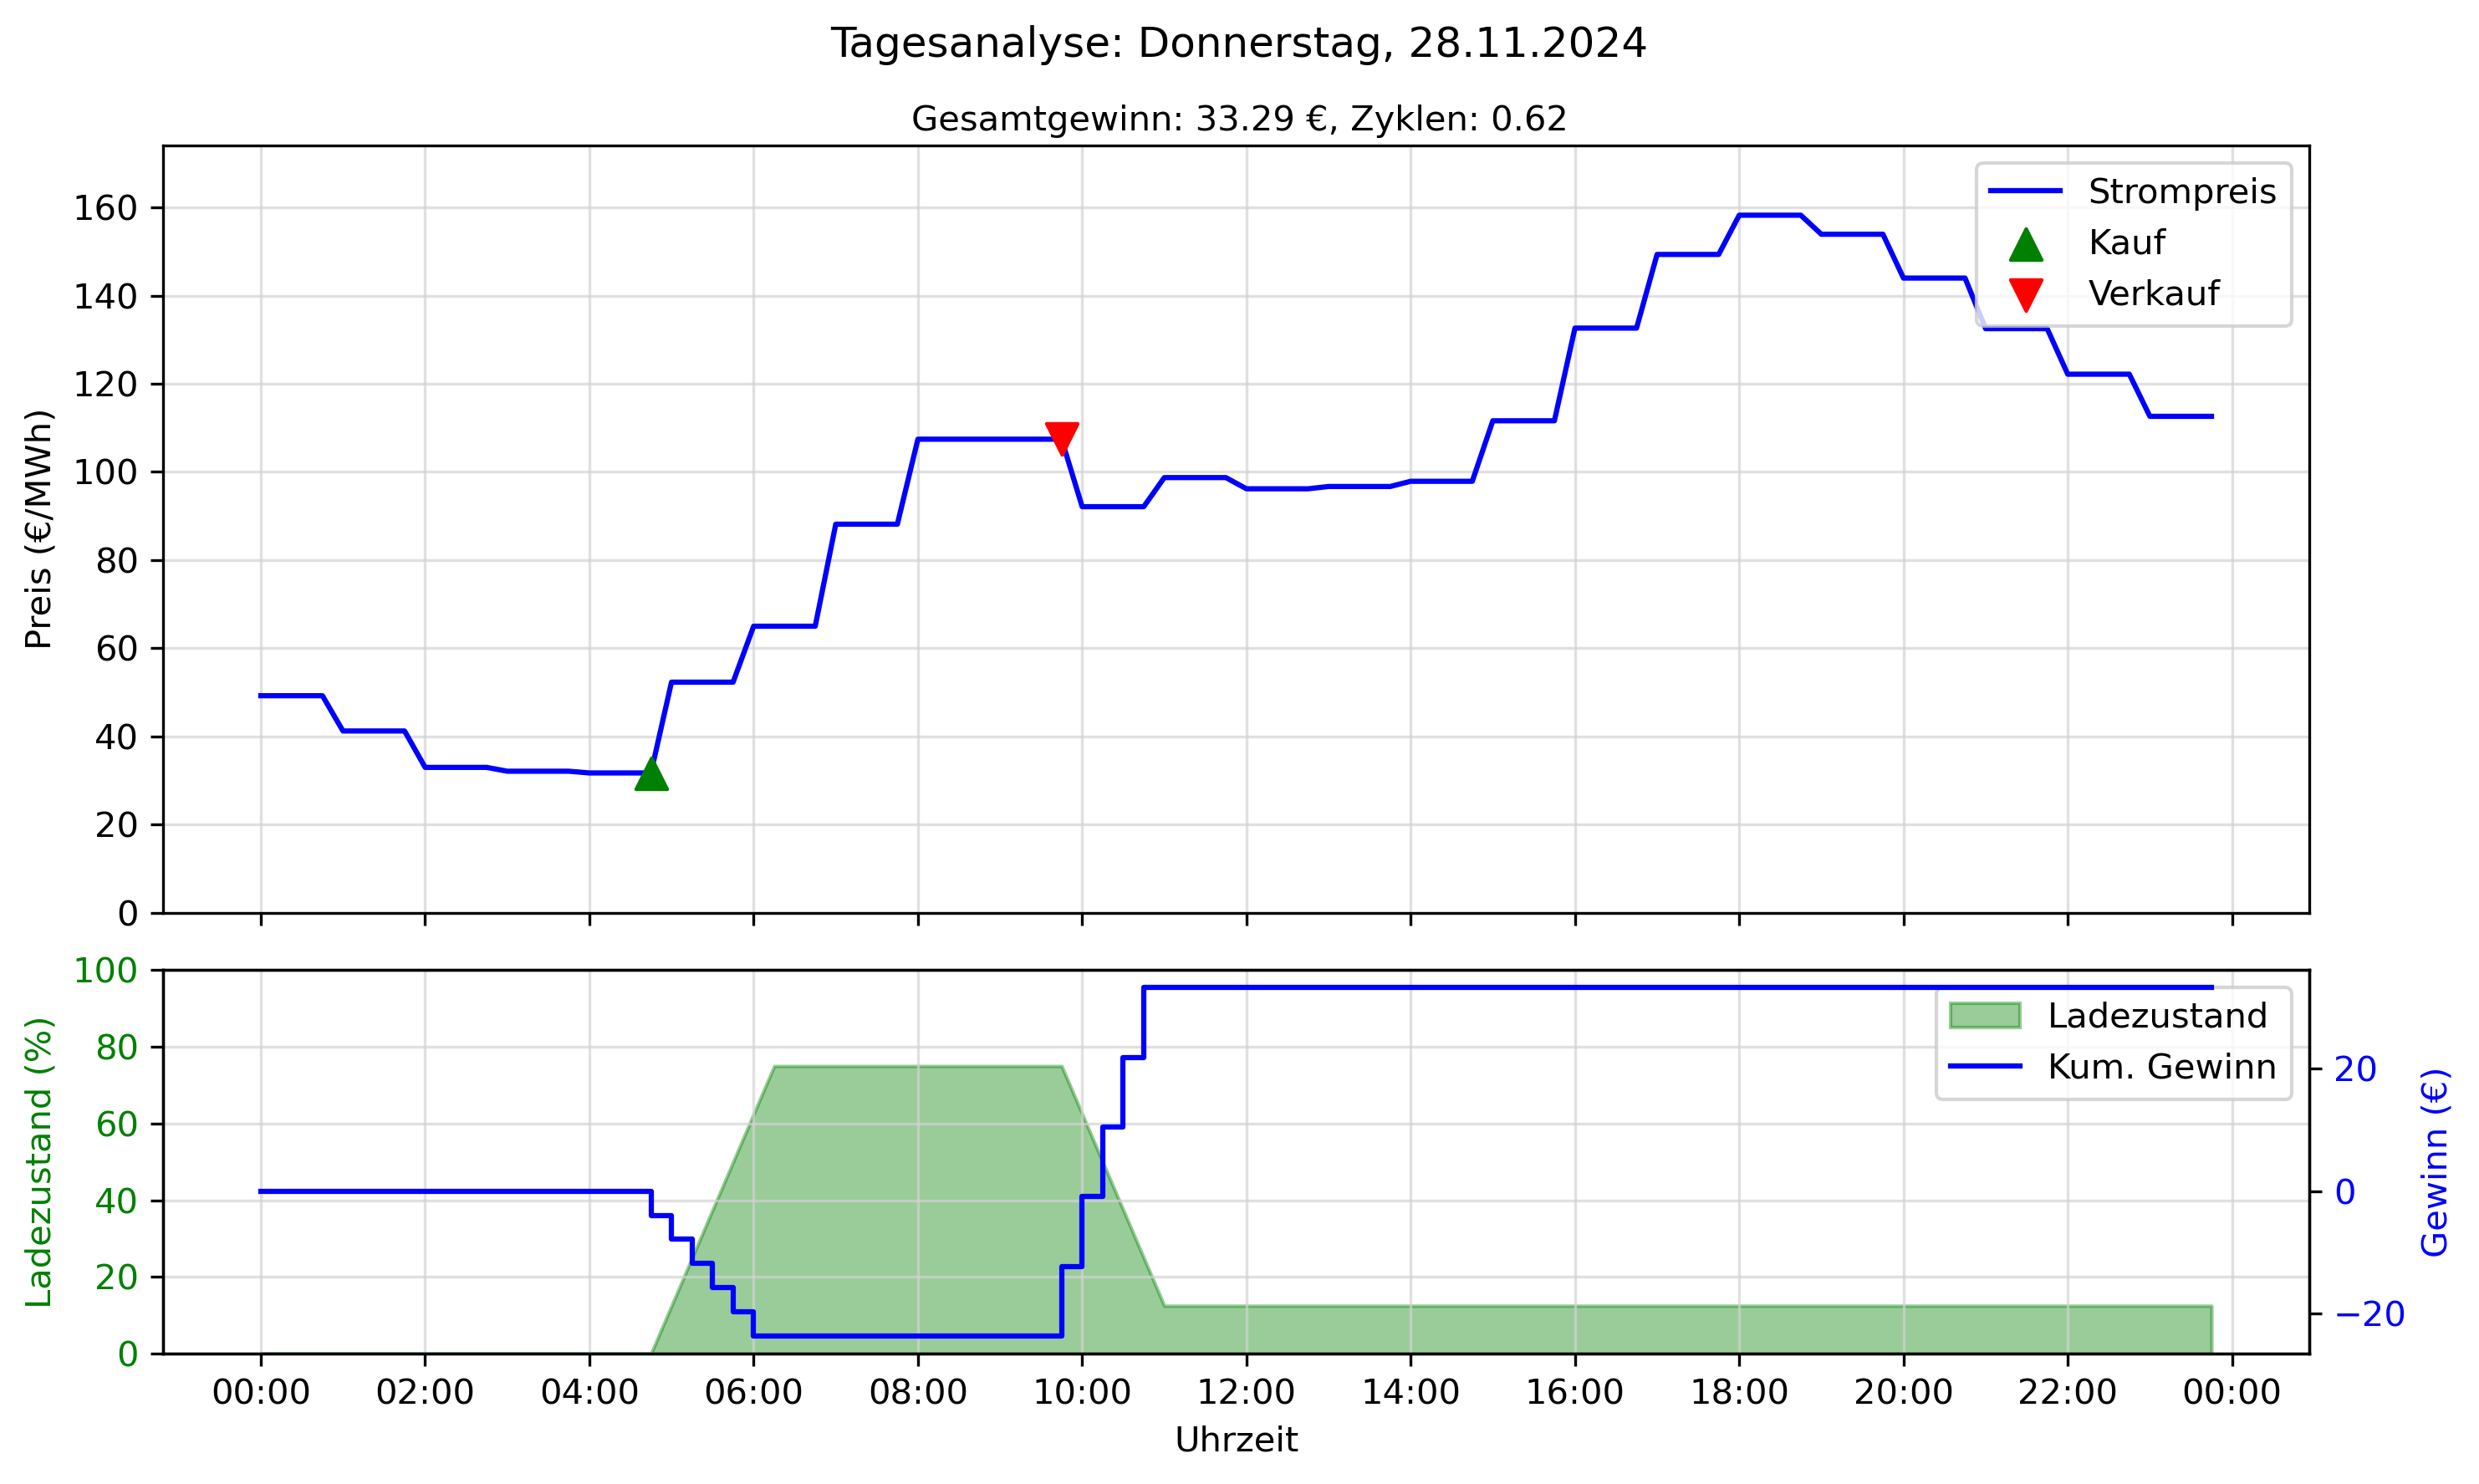 Tagesanalyse: Donnerstag, 28.11.2024
Gesamtgewinn: 33.29 €, Zyklen: 0.62
Preis (€/MWh)
160
140
120
100
80
60
40
20
0
Strompreis
Kauf
Verkauf
Ladezustand (%)
100
80
60
40
20
0
Ladezustand
Kum. Gewinn
20
0
−20
Gewinn (€)
00:00 02:00 04:00 06:00 08:00 10:00 12:00 14:00 16:00 18:00 20:00 22:00 00:00
Uhrzeit